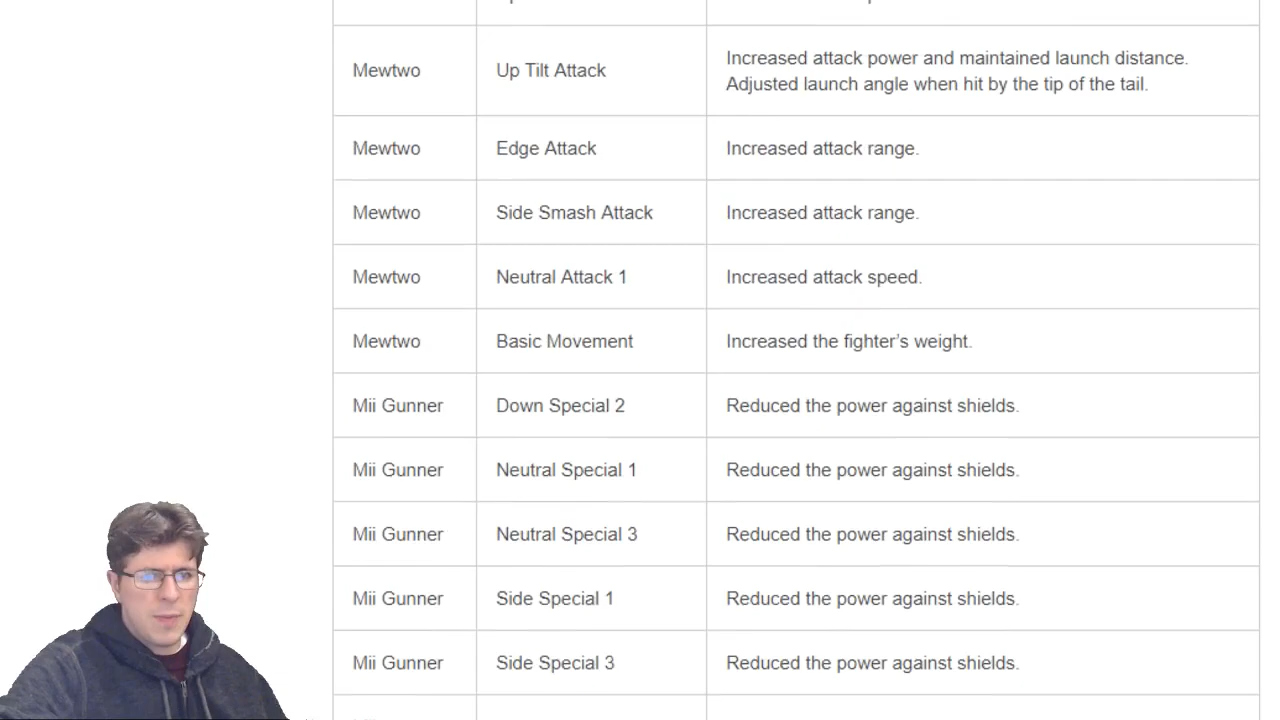 Mewtwo Up Tilt Attack Increased attack power and maintained launch distance.
Adjusted launch angle when hit by the tip of the tail.
Mewtwo Edge Attack Increased attack range.
Mewtwo Side Smash Attack Increased attack range.
Mewtwo Neutral Attack 1 Increased attack speed.
Mewtwo Basic Movement Increased the fighter’s weight.
Mii Gunner Down Special 2 Reduced the power against shields.
Mii Gunner Neutral Special 1 Reduced the power against shields.
Mii Gunner Neutral Special 3 Reduced the power against shields.
Mii Gunner Side Special 1 Reduced the power against shields.
Mii Gunner Side Special 3 Reduced the power against shields.